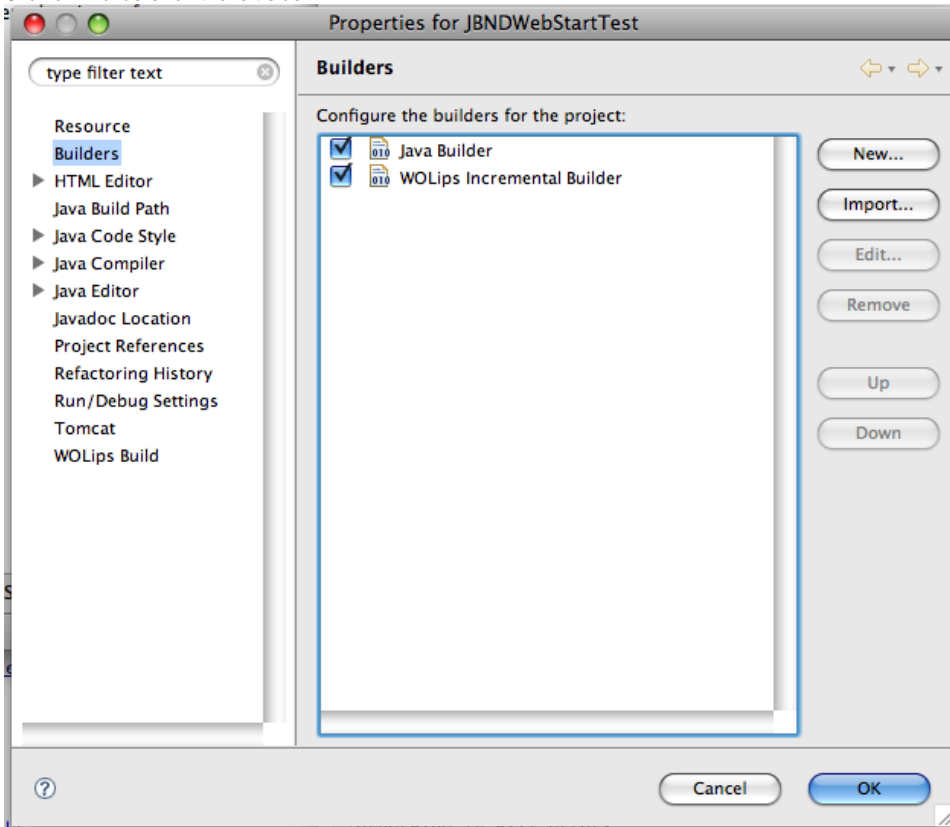 Properties for JBNDWebStartTest
type filter text
Resource
Builders
HTML Editor
Java Build Path
Java Code Style
Java Compiler
Java Editor
Javadoc Location
Project References
Refactoring History
Run/Debug Settings
Tomcat
WOLips Build
Builders
Configure the builders for the project:
Java Builder
WOLips Incremental Builder
New...
Import...
Edit...
Remove
Up
Down
?
Cancel
OK